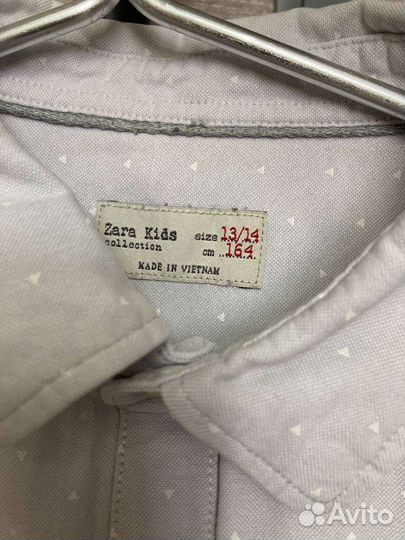 Zara Kids size 13/14
collection cm 164
MADE IN VIETNAM
Avito